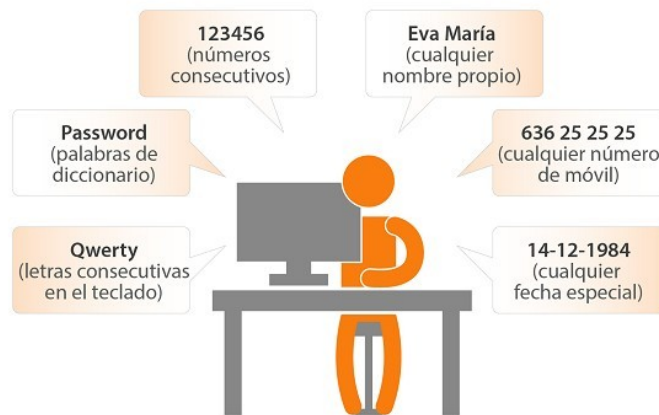 123456
(números
consecutivos)
Eva María
(cualquier
nombre propio)
Password
(palabras de
diccionario)
636 25 25 25
(cualquier número
de móvil)
Qwerty
(letras consecutivas
en el teclado)
14-12-1984
(cualquier
fecha especial)